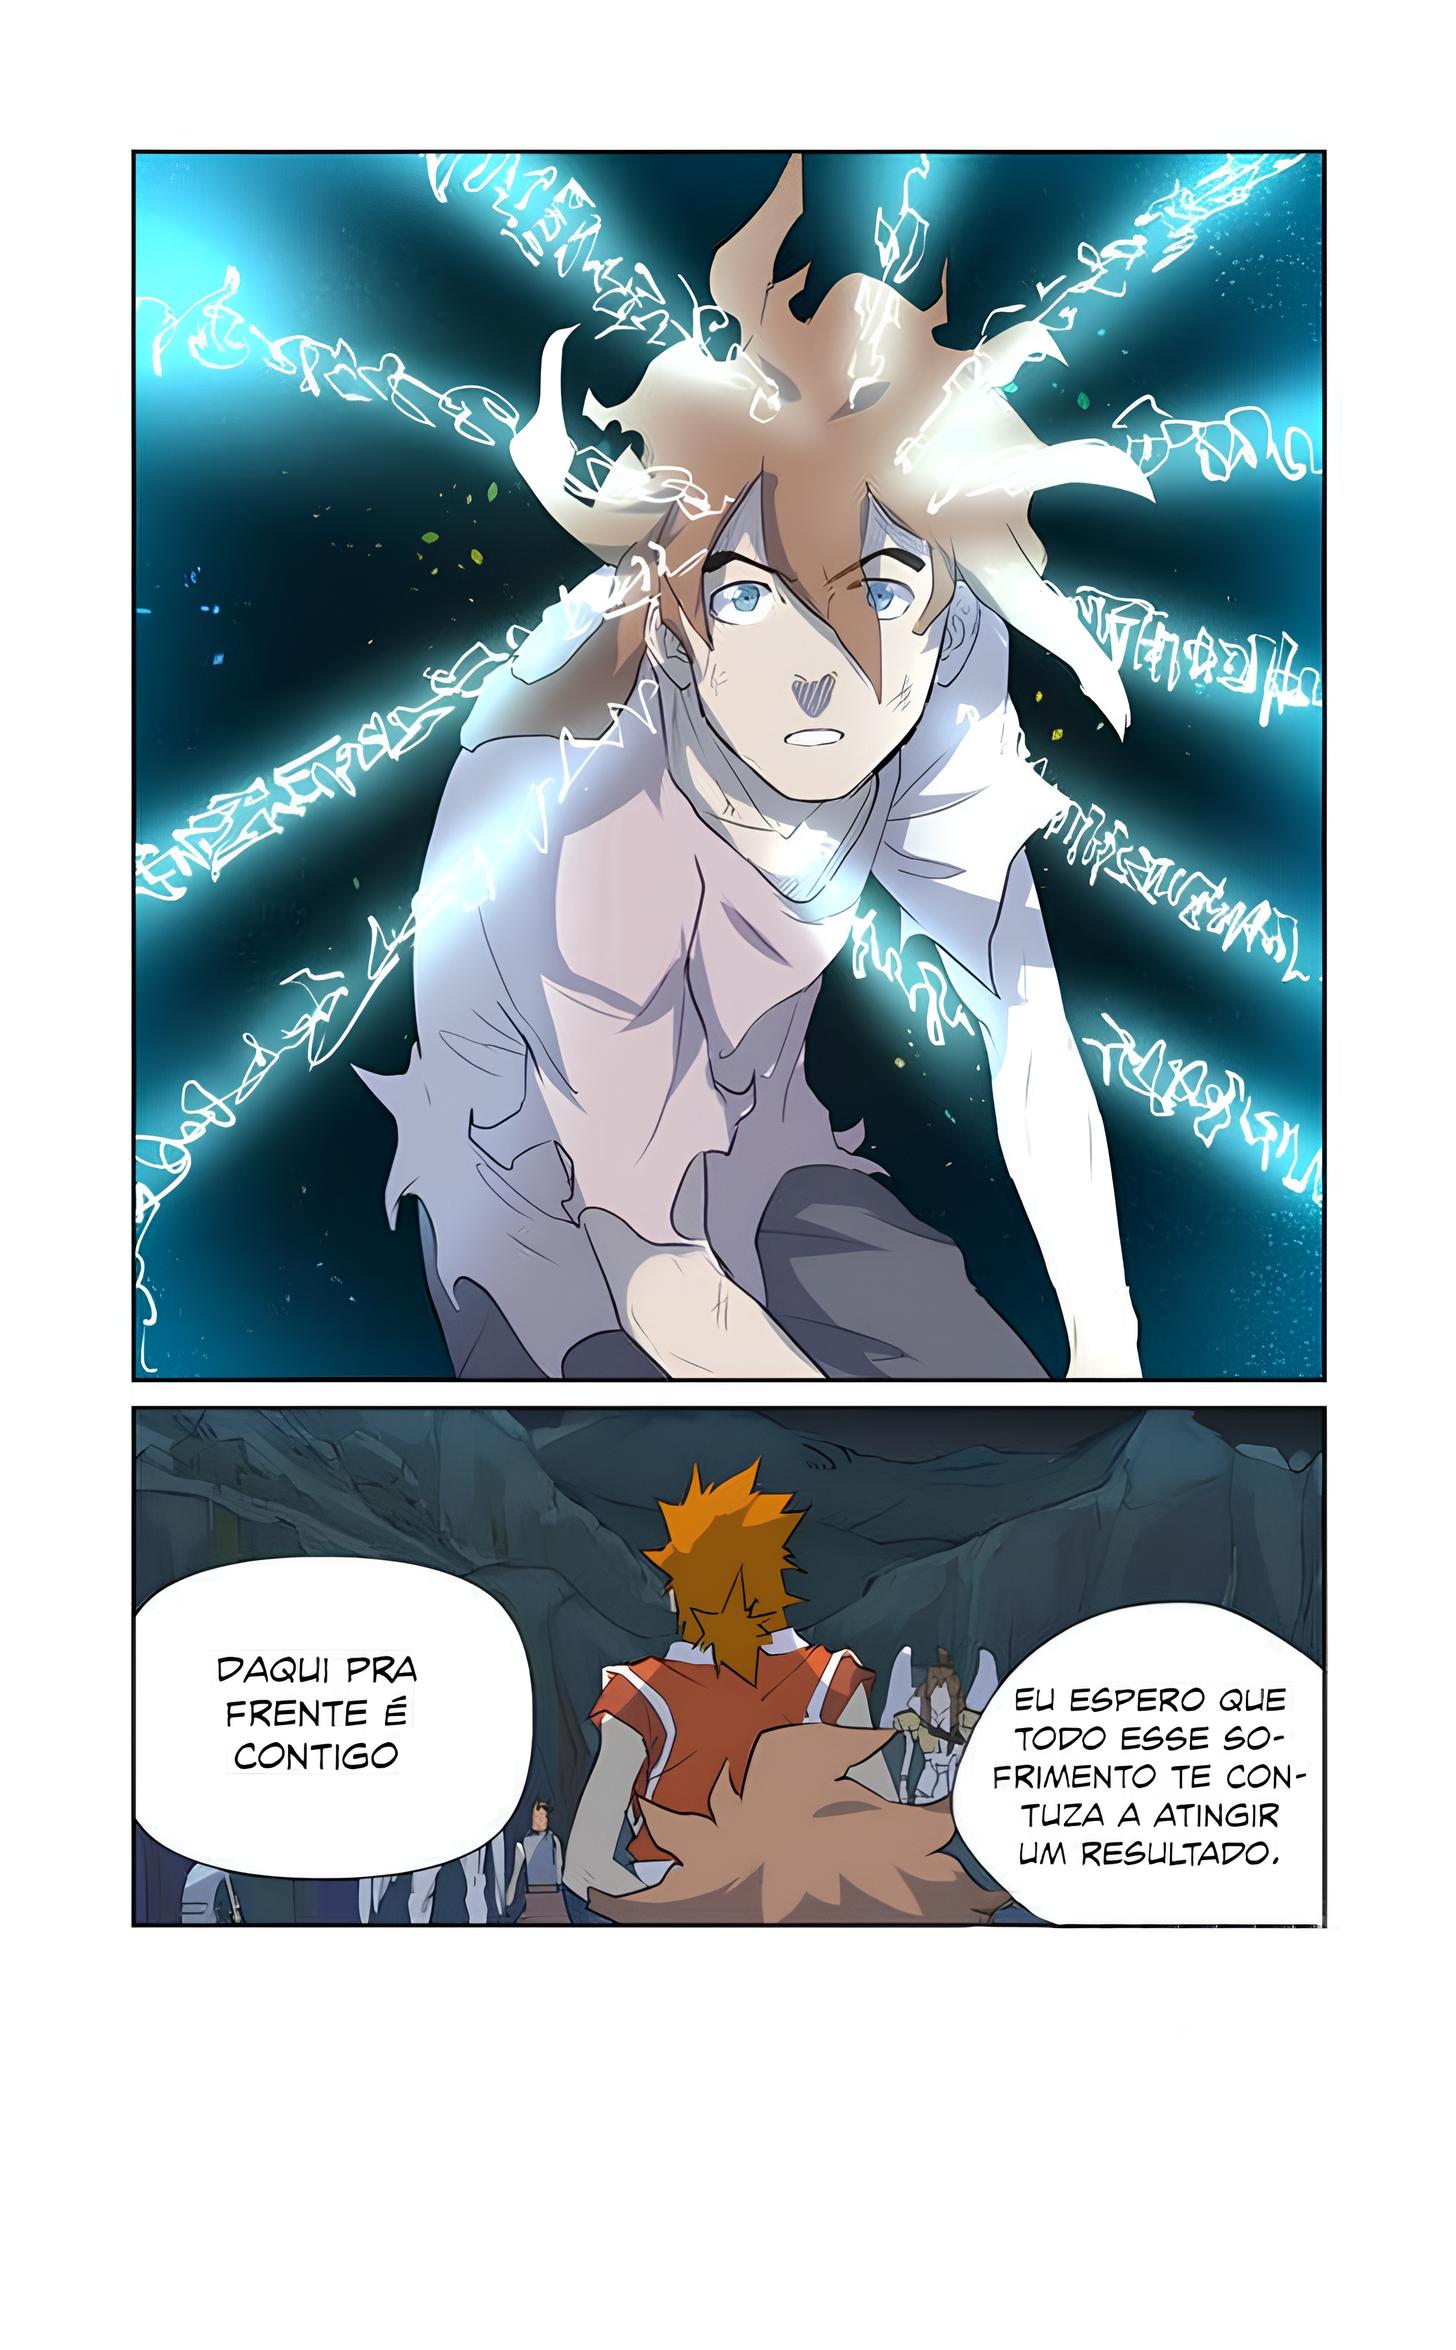 DAQUI PRA
FRENTE É
CONTIGO
EU ESPERO QUE
TODO ESSE SO-
FRIMENTO TE CON-
TUZA A ATINGIR
UM RESULTADO.